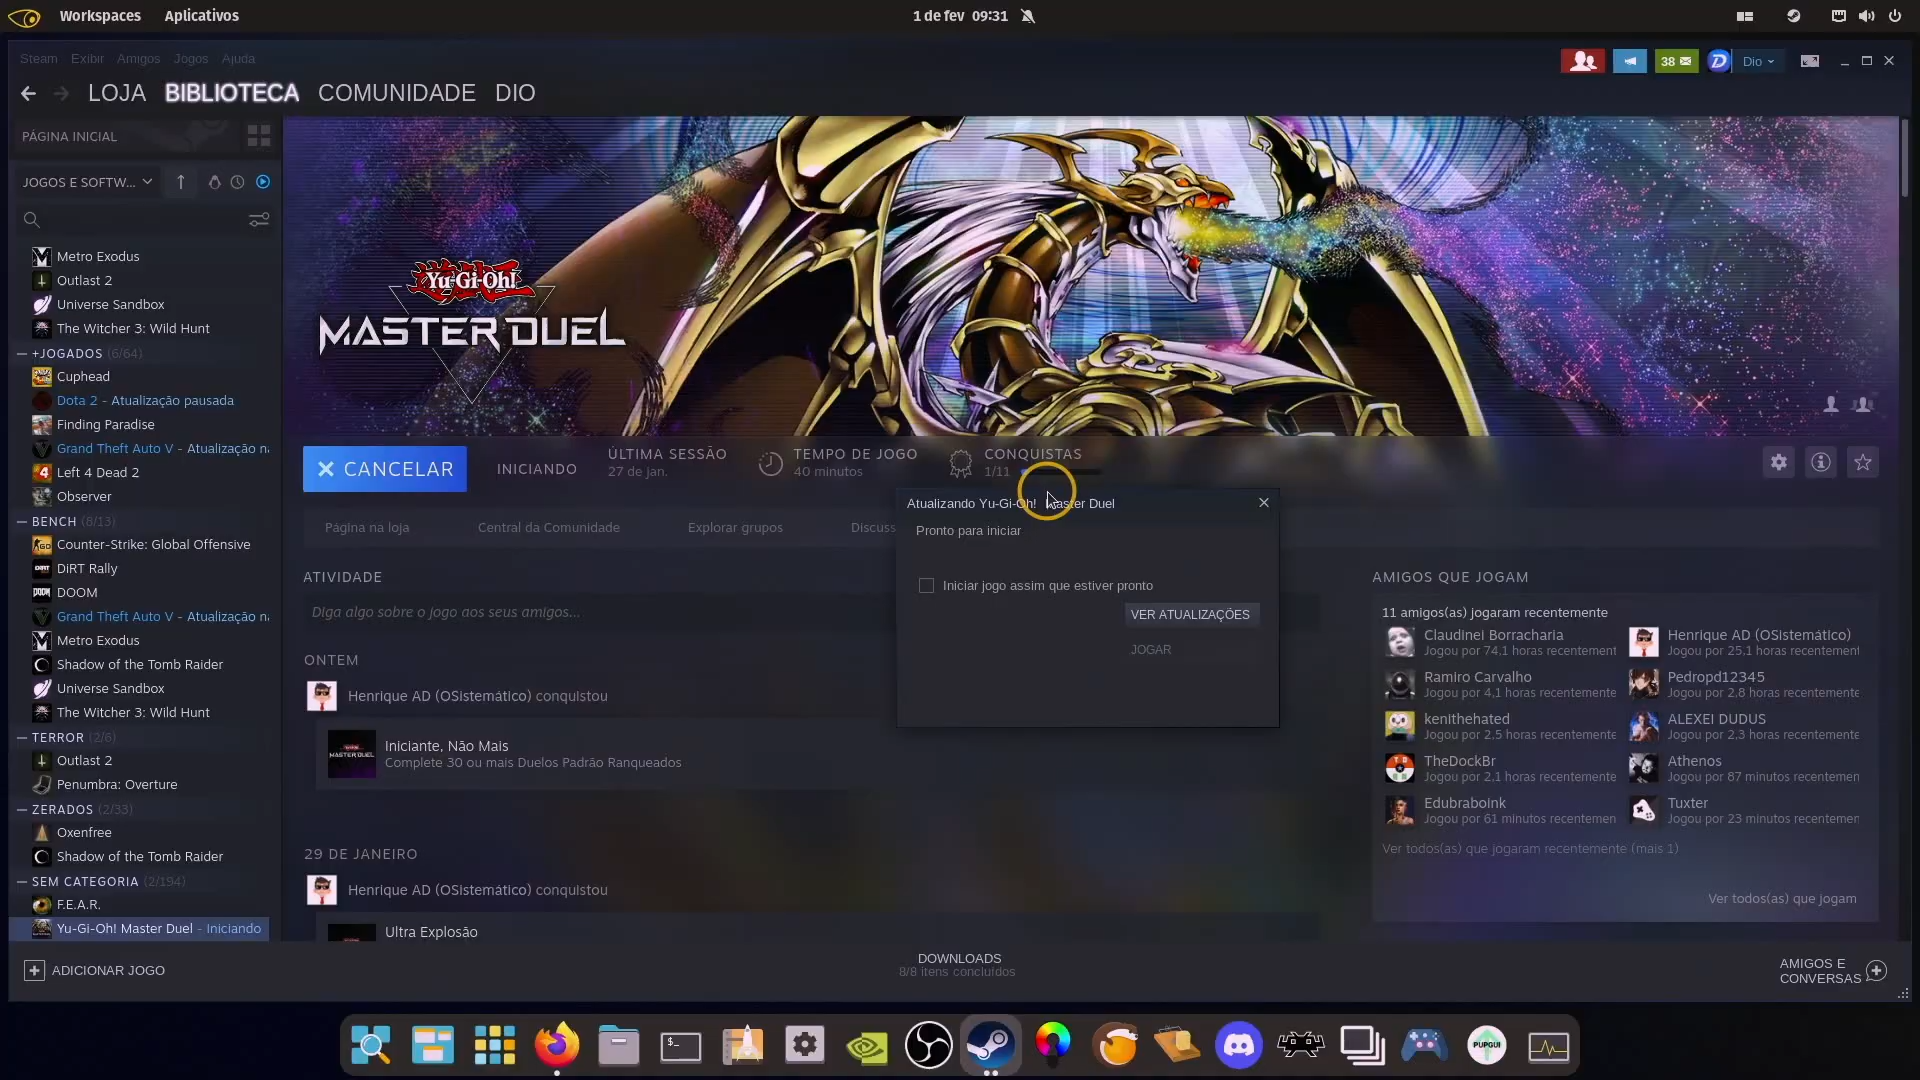 Workspaces
Aplicativos
1 de fev 09:31
Steam Exibir Amigos Jogos Ajuda
38
Dio
LOJA BIBLIOTECA COMUNIDADE DIO
PÁGINA INICIAL
JOGOS E SOFTW...
Metro Exodus
Outlast 2
Universe Sandbox
The Witcher 3: Wild Hunt
+JOGADOS (6/64)
Cuphead
Dota 2 - Atualização pausada
Finding Paradise
Grand Theft Auto V - Atualização na
Left 4 Dead 2
Observer
BENCH (8/13)
Counter-Strike: Global Offensive
DiRT Rally
DOOM
Grand Theft Auto V - Atualização na
Metro Exodus
Shadow of the Tomb Raider
Universe Sandbox
The Witcher 3: Wild Hunt
TERROR (2/6)
Outlast 2
Penumbra: Overture
ZERADOS (2/33)
Oxenfree
Shadow of the Tomb Raider
SEM CATEGORIA (2/194)
F.E.A.R.
Yu-Gi-Oh! Master Duel - Iniciando
Yu-Gi-Oh!
MASTER DUEL
CANCELAR
INICIANDO
ÚLTIMA SESSÃO
27 de jan.
TEMPO DE JOGO
40 minutos
CONQUISTAS
1/11
Página na loja
Central da Comunidade
Explorar grupos
Discuss
Atualizando Yu-Gi-Oh! Master Duel
Pronto para iniciar
Iniciar jogo assim que estiver pronto
VER ATUALIZAÇÕES
JOGAR
ATIVIDADE
Diga algo sobre o jogo aos seus amigos...
ONTEM
Henrique AD (OSistemático) conquistou
MASTER DUEL
Iniciante, Não Mais
Complete 30 ou mais Duelos Padrão Ranqueados
29 DE JANEIRO
Henrique AD (OSistemático) conquistou
Ultra Explosão
AMIGOS QUE JOGAM
11 amigos(as) jogaram recentemente
Claudinei Borracharia
Jogou por 74,1 horas recentement
Henrique AD (OSistemático)
Jogou por 25,1 horas recentement
Ramiro Carvalho
Jogou por 4,1 horas recentemente
Pedropd12345
Jogou por 2,8 horas recentemente
kenithehated
Jogou por 2,5 horas recentemente
ALEXEI DUDUS
Jogou por 2,3 horas recentemente
TheDockBr
Jogou por 2,1 horas recentemente
Athenos
Jogou por 87 minutos recentemen
Edubraboink
Jogou por 61 minutos recentemen
Tuxter
Jogou por 23 minutos recentemen
Ver todos(as) que jogaram recentemente (mais 1)
Ver todos(as) que jogam
ADICIONAR JOGO
DOWNLOADS
8/8 itens concluídos
AMIGOS E
CONVERSAS
$_
PUPGUI